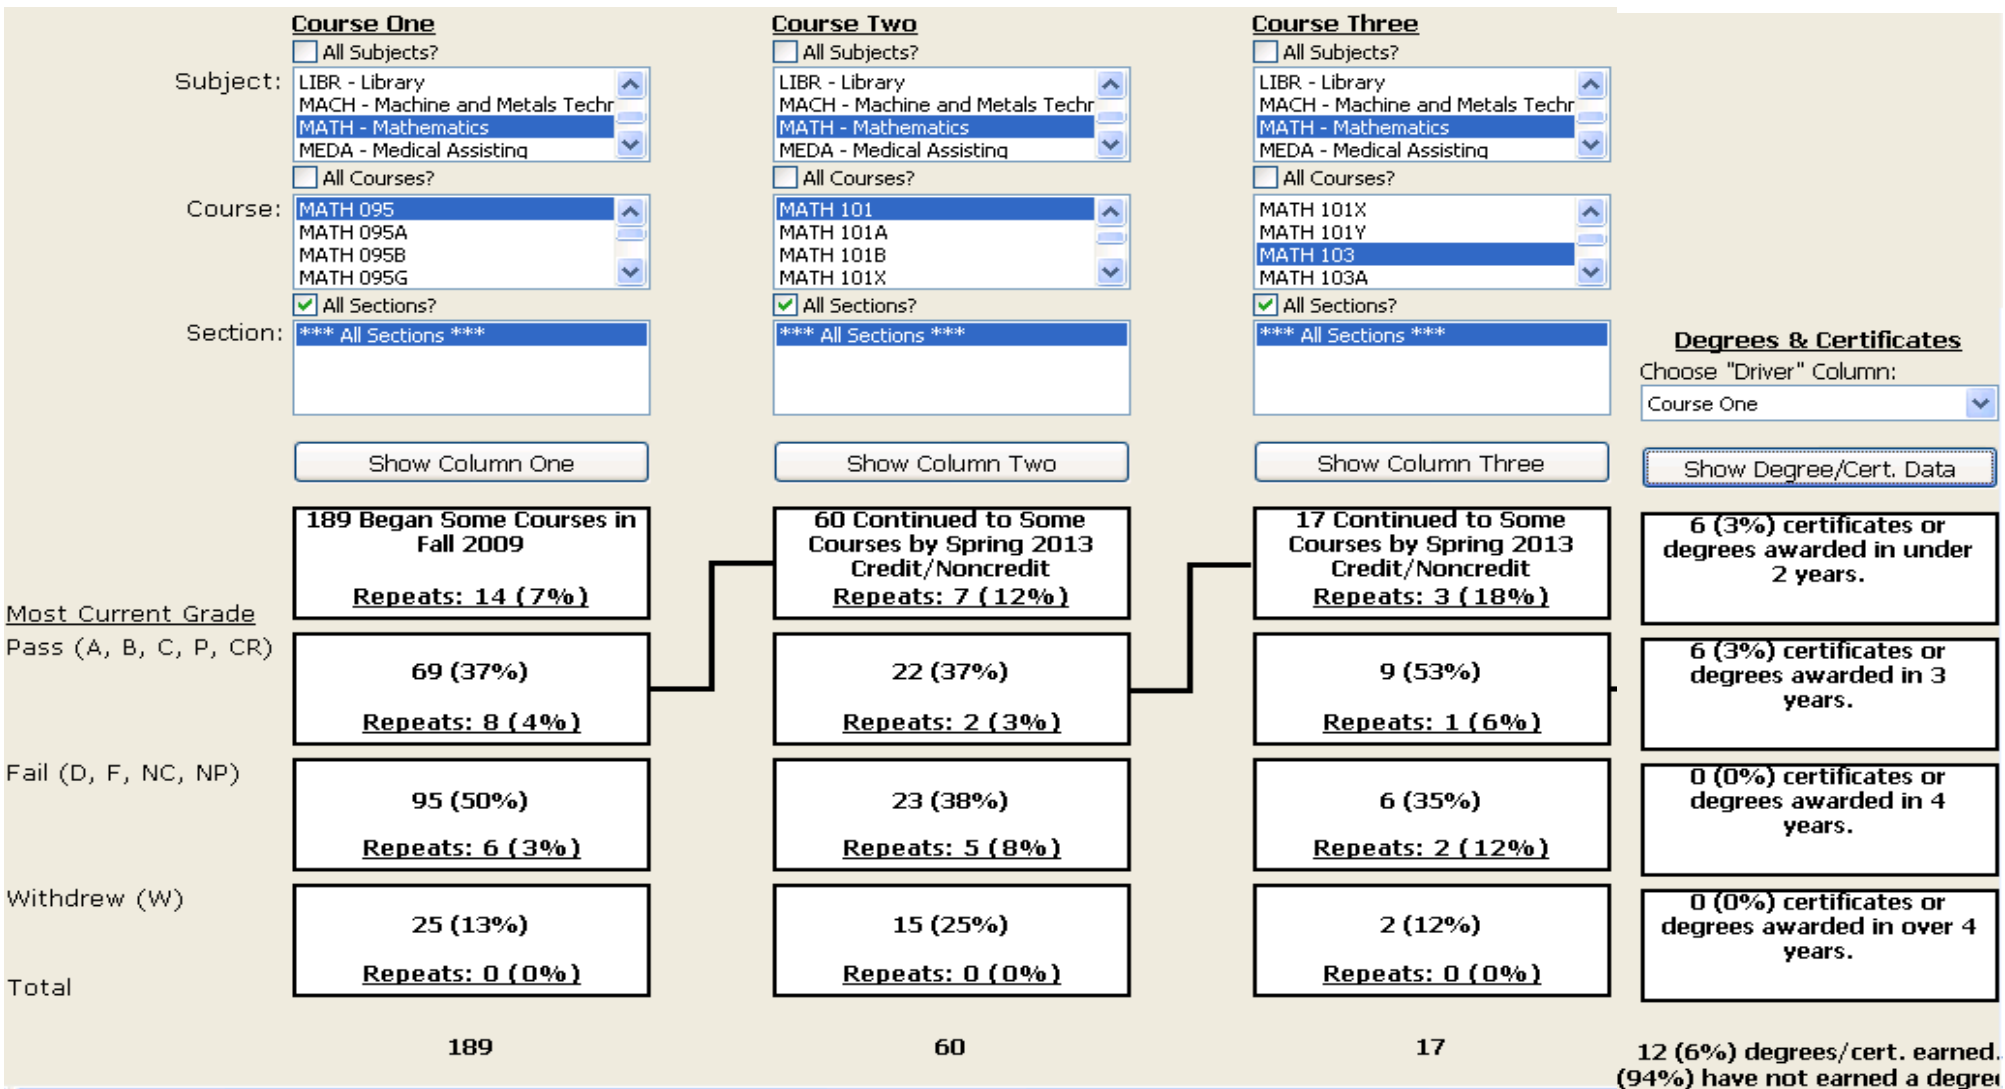 Course One
All Subjects?
Subject:
LIBR - Library
MACH - Machine and Metals Techr
MATH - Mathematics
MEDA - Medical Assisting
All Courses?
Course:
MATH 095
MATH 095A
MATH 095B
MATH 095G
All Sections?
Section:
*** All Sections ***
Show Column One
Course Two
All Subjects?
LIBR - Library
MACH - Machine and Metals Techr
MATH - Mathematics
MEDA - Medical Assisting
All Courses?
MATH 101
MATH 101A
MATH 101B
MATH 101X
All Sections?
*** All Sections ***
Show Column Two
Course Three
All Subjects?
LIBR - Library
MACH - Machine and Metals Techr
MATH - Mathematics
MEDA - Medical Assisting
All Courses?
MATH 101X
MATH 101Y
MATH 103
MATH 103A
All Sections?
*** All Sections ***
Show Column Three
Degrees & Certificates
Choose "Driver" Column:
Course One
Show Degree/Cert. Data
189 Began Some Courses in
Fall 2009
Repeats: 14 (7%)
60 Continued to Some
Courses by Spring 2013
Credit/Noncredit
Repeats: 7 (12%)
17 Continued to Some
Courses by Spring 2013
Credit/Noncredit
Repeats: 3 (18%)
6 (3%) certificates or
degrees awarded in under
2 years.
Most Current Grade
Pass (A, B, C, P, CR)
69 (37%)
Repeats: 8 (4%)
22 (37%)
Repeats: 2 (3%)
9 (53%)
Repeats: 1 (6%)
6 (3%) certificates or
degrees awarded in 3
years.
Fail (D, F, NC, NP)
95 (50%)
Repeats: 6 (3%)
23 (38%)
Repeats: 5 (8%)
6 (35%)
Repeats: 2 (12%)
0 (0%) certificates or
degrees awarded in 4
years.
Withdrew (W)
25 (13%)
Repeats: 0 (0%)
15 (25%)
Repeats: 0 (0%)
2 (12%)
Repeats: 0 (0%)
0 (0%) certificates or
degrees awarded in over 4
years.
Total
189
60
17
12 (6%) degrees/cert. earned.
(94%) have not earned a degre